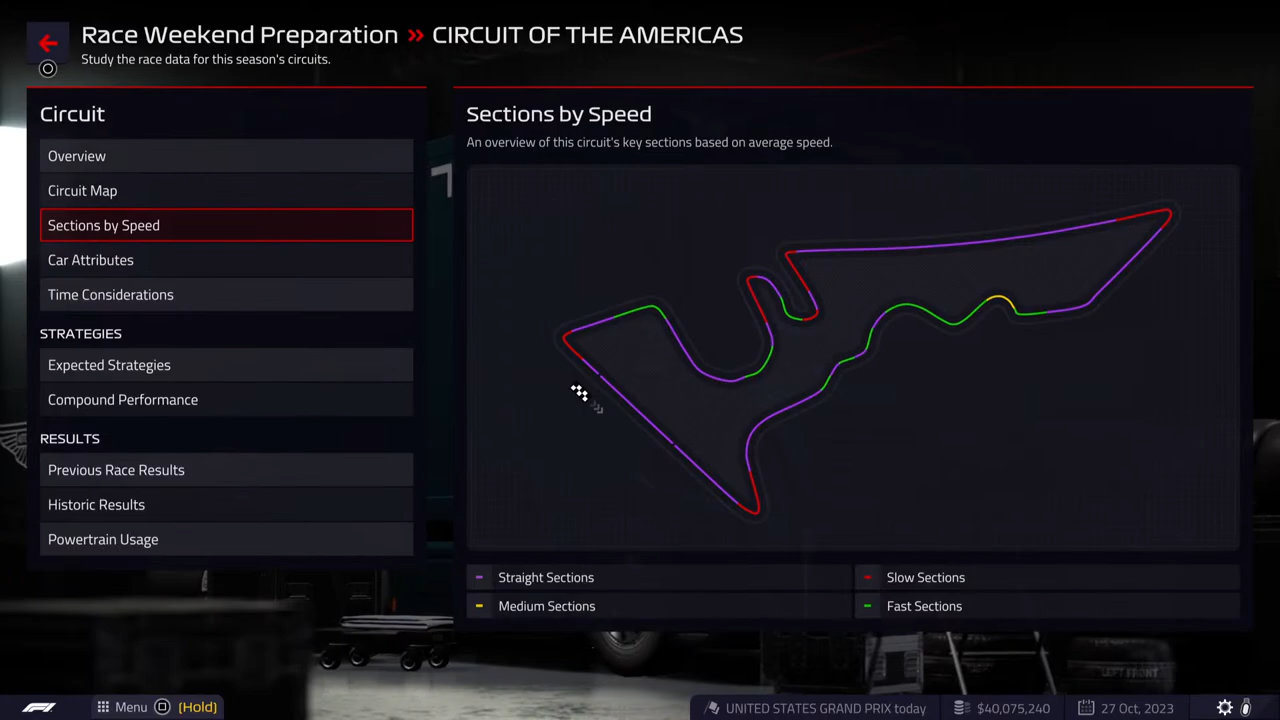 Race Weekend Preparation » CIRCUIT OF THE AMERICAS
Study the race data for this season's circuits.
Circuit
Overview
Circuit Map
Sections by Speed
Car Attributes
Time Considerations
STRATEGIES
Expected Strategies
Compound Performance
RESULTS
Previous Race Results
Historic Results
Powertrain Usage
Sections by Speed
An overview of this circuit's key sections based on average speed.
Straight Sections
Slow Sections
Medium Sections
Fast Sections
LEFT FRONT
F1
Menu (Hold)
UNITED STATES GRAND PRIX today
$40,075,240
27 Oct, 2023